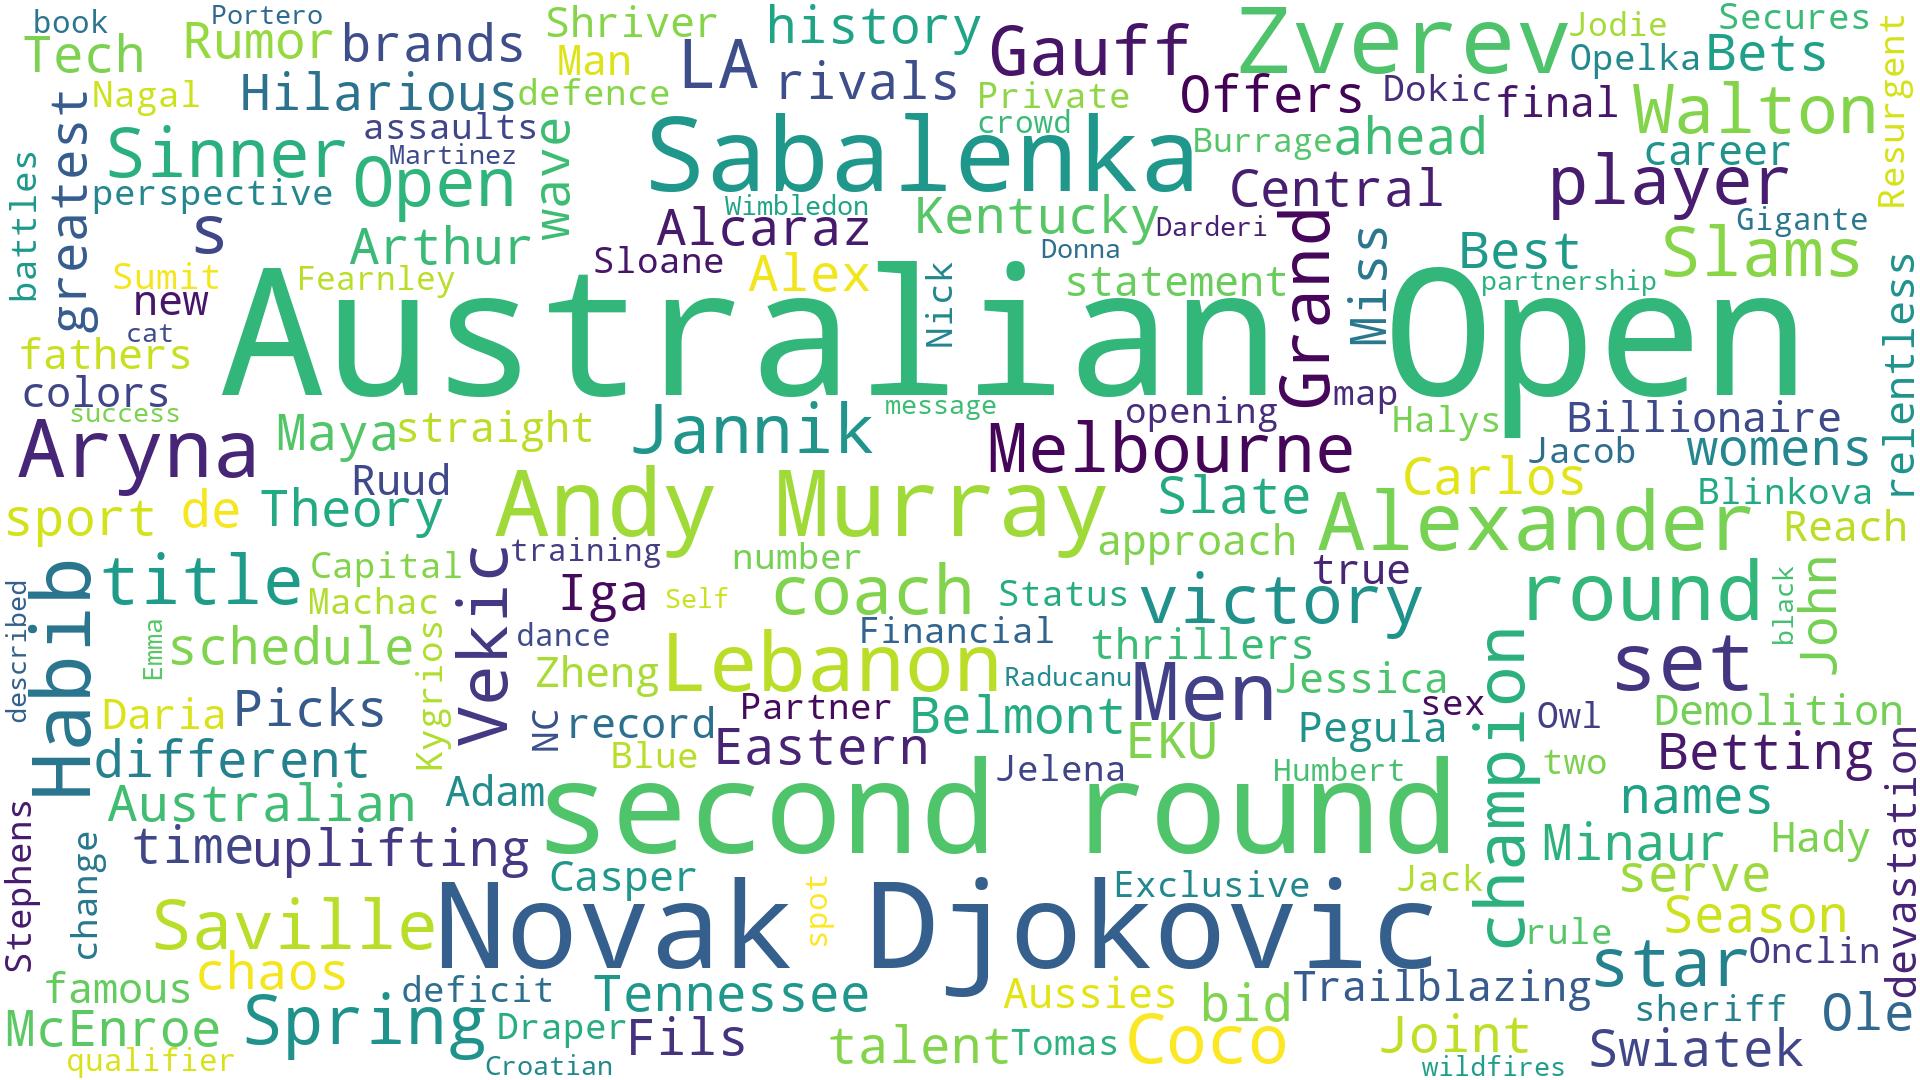 book
Portero
Tech
Rumor
brands
Shriver
Man
LA
history
rivals
Gauff
Zverev
Jodie
Opelka
Secures
Bets
Resurgent
Nagal
Hilarious
defence
Private
crowd
Offers
Dokic
final
Walton
greatest
Sinner
assaults
Martinez
wave
Sabalenka
Burrage
ahead
career
battles
perspective
Open
Wimbledon
Kentucky
Central
player
s
Arthur
Alcaraz
Darderi
Gigante
Sumit
Fearnley
Sloane
Alex
Nick
Donna
statement
Grand
Miss
Best
Slams
partnership
new
cat
Australian Open
relentless
fathers
colors
success
message
opening
map
Halys
Billionaire
Aryna
Maya
straight
Jannik
Melbourne
Jacob
womens
Ruud
Carlos
Blinkova
sport
de
Theory
Andy Murray
Slate
Alexander
Reach
training
number
approach
true
Habib
title
Capital
Machac
Vekic
Iga
Self
coach
Status
victory
round
black
John
described
Emma
schedule
Kygrios
dance
Financial
thrillers
champion
set
Zheng
Lebanon
Raducanu
Men
Jessica
sex
Owl
Daria
Picks
NC
record
Partner
Belmont
EKU
Pegula
Demolition
different
Blue
Eastern
Jelena
Humbert
two
Betting
devastation
Australian
Adam
second round
names
Stephens
change
time
uplifting
Minaur
Hady
Casper
Exclusive
Jack
serve
Saville
Novak Djokovic
spot
rule
Season
chaos
star
Onclin
famous
deficit
Tennessee
Aussies
bid
Trailblazing
sheriff
Ole
McEnroe
Spring
Draper
Fils
talent
Tomas
Coco
Joint
Swiatek
qualifier
Croatian
wildfires